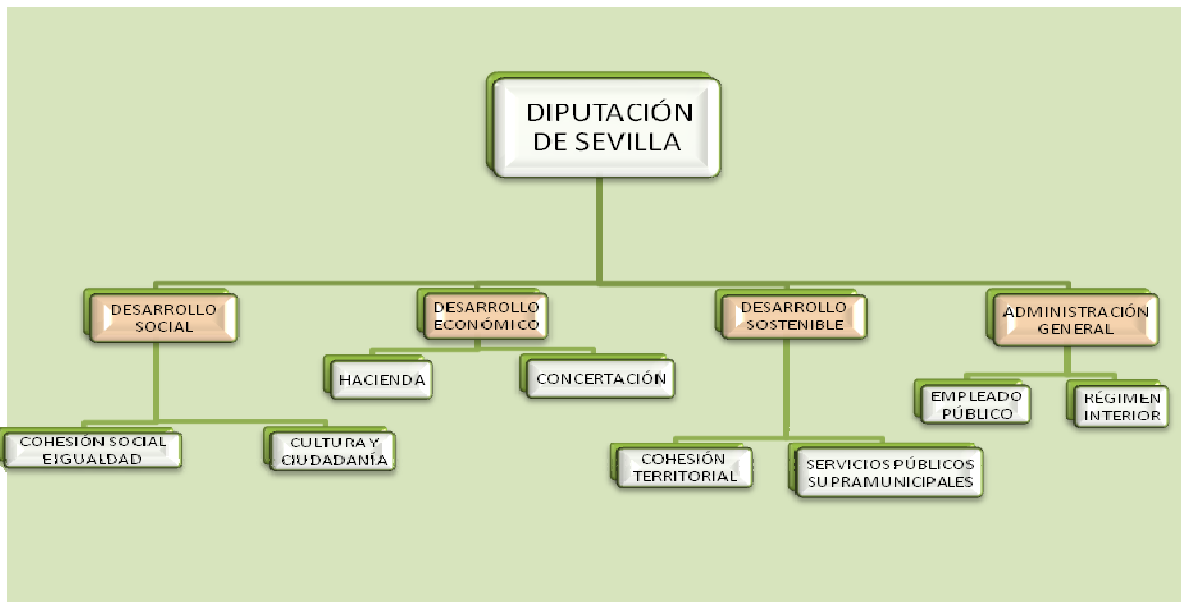 DIPUTACIÓN
DE SEVILLA
DESARROLLO
SOCIAL
DESARROLLO
ECONÓMICO
DESARROLLO
SOSTENIBLE
ADMINISTRACIÓN
GENERAL
HACIENDA
CONCERTACIÓN
EMPLEADO
PÚBLICO
RÉGIMEN
INTERIOR
COHESIÓN SOCIAL
E IGUALDAD
CULTURA Y
CIUDADANÍA
COHESIÓN
TERRITORIAL
SERVICIOS PÚBLICOS
SUPRAMUNICIPALES